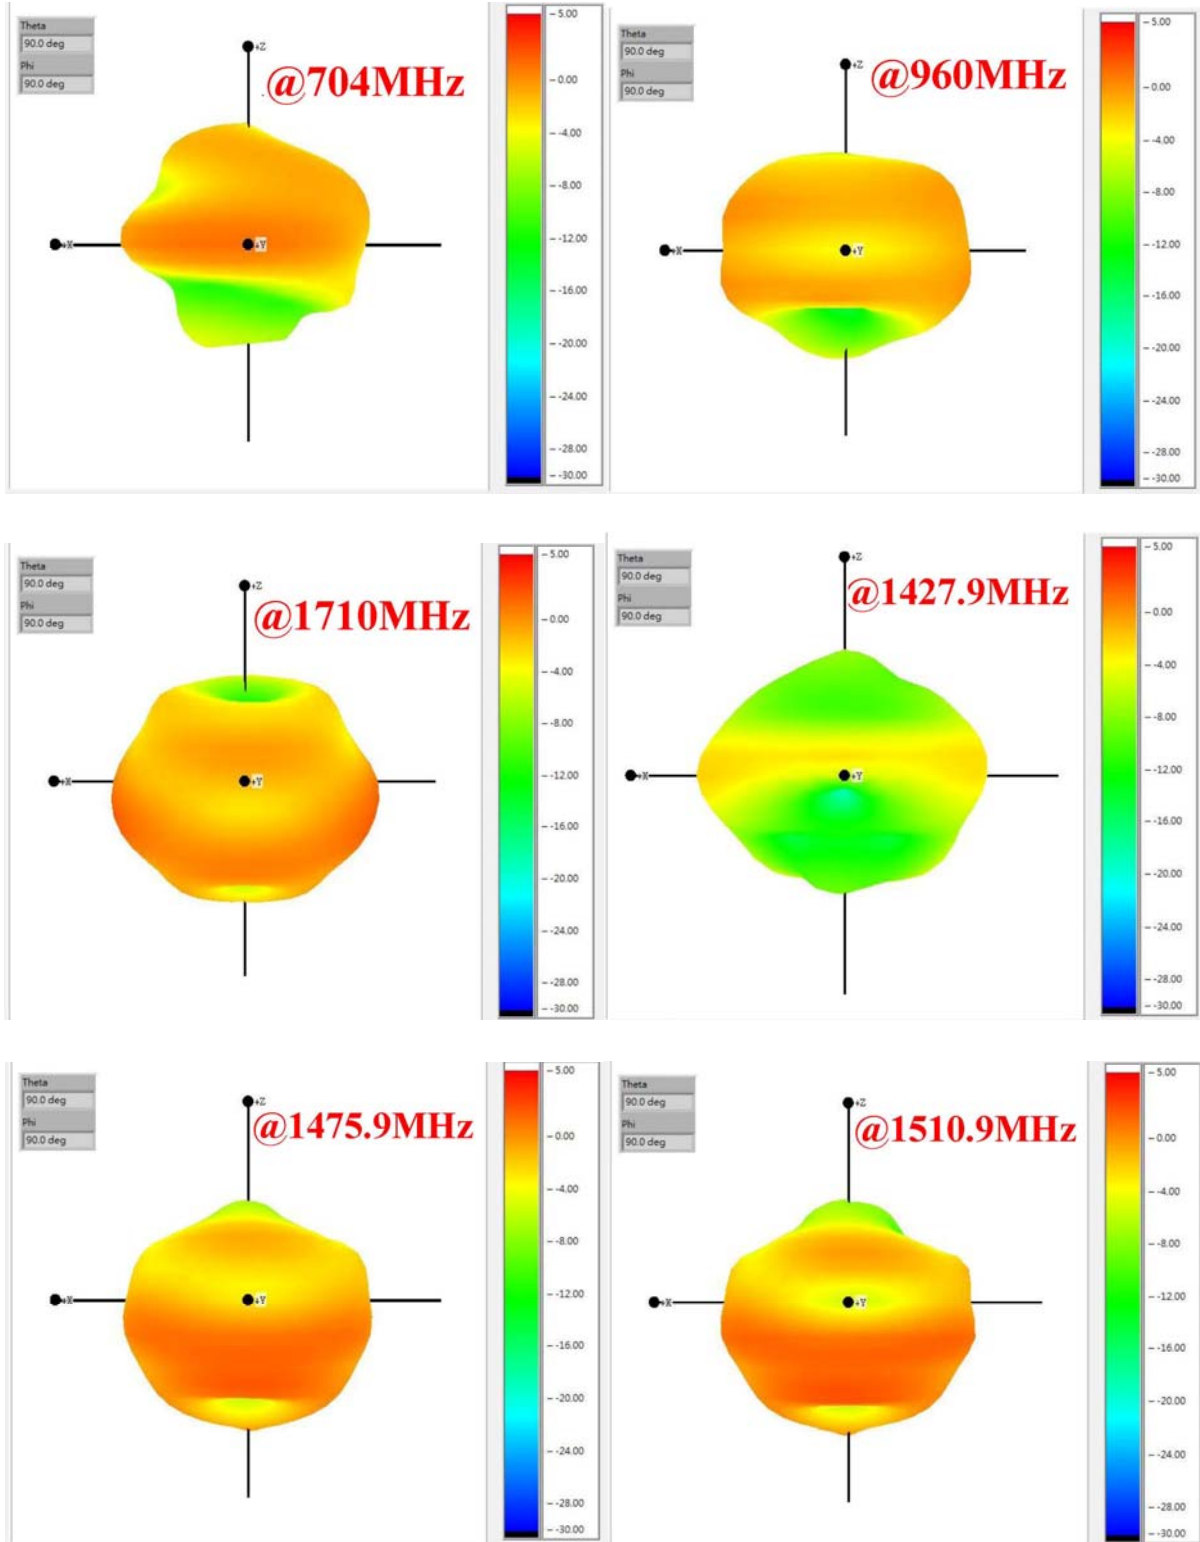 Theta
90.0 deg
Phi
90.0 deg
+Z
@704MHz
+X
+Y
5.00
0.00
-4.00
-8.00
-12.00
-16.00
-20.00
-24.00
-28.00
-30.00
Theta
90.0 deg
Phi
90.0 deg
+Z
@960MHz
+X
+Y
5.00
0.00
-4.00
-8.00
-12.00
-16.00
-20.00
-24.00
-28.00
-30.00
Theta
90.0 deg
Phi
90.0 deg
+Z
@1710MHz
+X
+Y
5.00
0.00
-4.00
-8.00
-12.00
-16.00
-20.00
-24.00
-28.00
-30.00
Theta
90.0 deg
Phi
90.0 deg
+Z
@1427.9MHz
+X
+Y
5.00
0.00
-4.00
-8.00
-12.00
-16.00
-20.00
-24.00
-28.00
-30.00
Theta
90.0 deg
Phi
90.0 deg
+Z
@1475.9MHz
+X
+Y
5.00
0.00
-4.00
-8.00
-12.00
-16.00
-20.00
-24.00
-28.00
-30.00
Theta
90.0 deg
Phi
90.0 deg
+Z
@1510.9MHz
+X
+Y
5.00
0.00
-4.00
-8.00
-12.00
-16.00
-20.00
-24.00
-28.00
-30.00